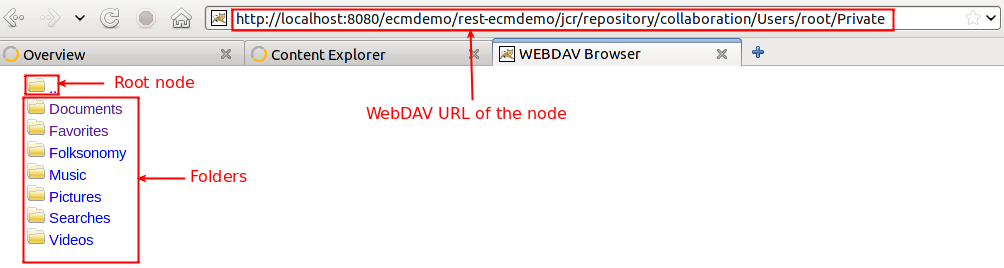 http://localhost:8080/ecmdemo/rest-ecmdemo/jcr/repository/collaboration/Users/root/Private
Overview Content Explorer WEBDAV Browser
.. Root node
Documents
WebDAV URL of the node
Favorites
Folksonomy
Music
Folders
Pictures
Searches
Videos